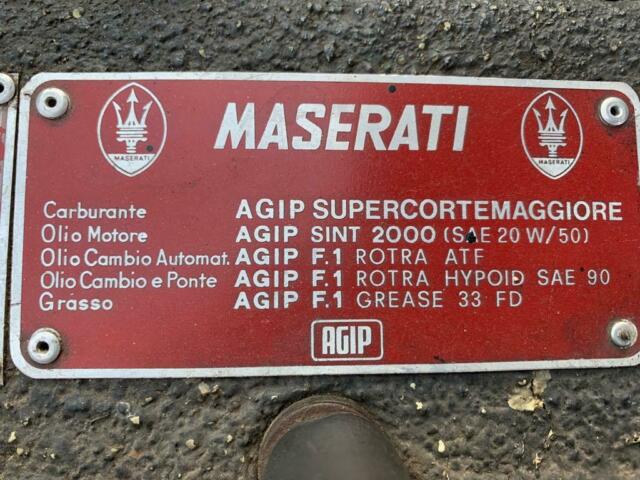 MASERATI
MASERATI
MASERATI
Carburante AGIP SUPERCORTEMAGGIORE
Olio Motore AGIP SINT 2000 (SAE 20 W/50)
Olio Cambio Automat. AGIP F.1 ROTRA ATF
Olio Cambio e Ponte AGIP F.1 ROTRA HYPOID SAE 90
Grasso AGIP F.1 GREASE 33 FD
AGIP